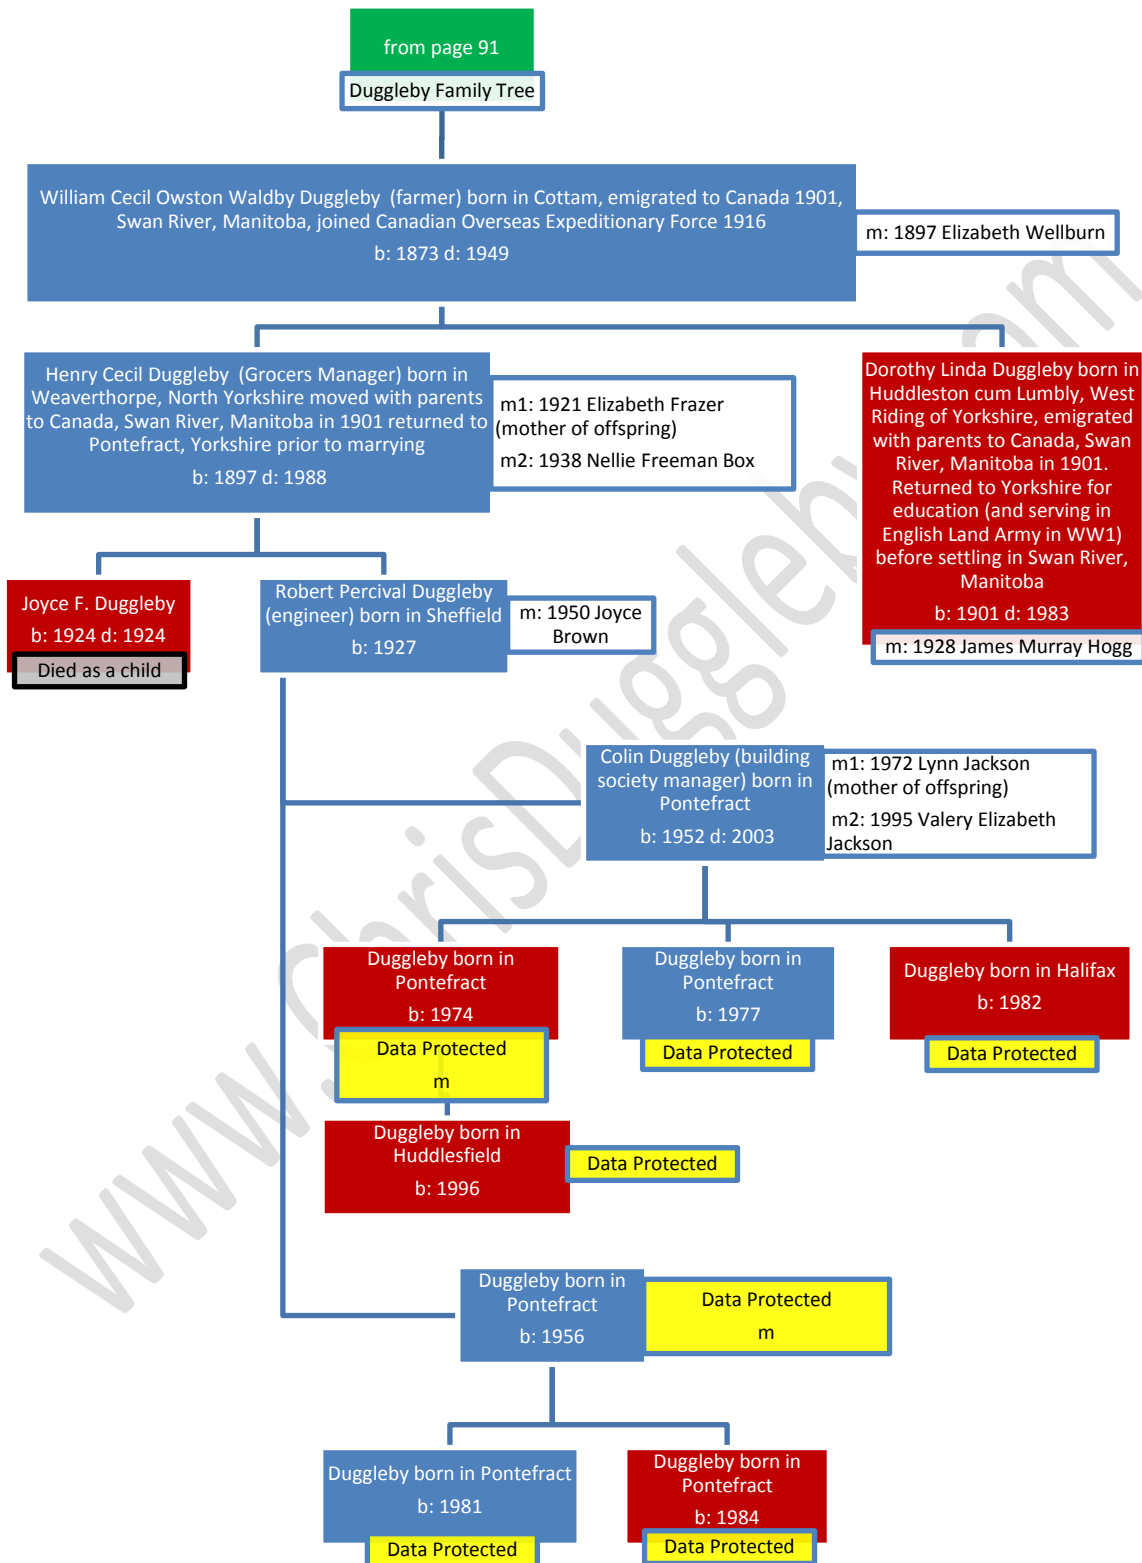 from page 91
Duggleby Family Tree
William Cecil Owston Waldby Duggleby (farmer) born in Cottam, emigrated to Canada 1901,
Swan River, Manitoba, joined Canadian Overseas Expeditionary Force 1916
b: 1873 d: 1949
m: 1897 Elizabeth Wellburn
Henry Cecil Duggleby (Grocers Manager) born in
Weaverthorpe, North Yorkshire moved with parents
to Canada, Swan River, Manitoba in 1901 returned to
Pontefract, Yorkshire prior to marrying
b: 1897 d: 1988
m1: 1921 Elizabeth Frazer
(mother of offspring)
m2: 1938 Nellie Freeman Box
Dorothy Linda Duggleby born in
Huddleston cum Lumbly, West
Riding of Yorkshire, emigrated
with parents to Canada, Swan
River, Manitoba in 1901.
Returned to Yorkshire for
education (and serving in
English Land Army in WW1)
before settling in Swan River,
Manitoba
b: 1901 d: 1983
m: 1928 James Murray Hogg
Joyce F. Duggleby
b: 1924 d: 1924
Died as a child
Robert Percival Duggleby
(engineer) born in Sheffield
b: 1927
m: 1950 Joyce
Brown
Colin Duggleby (building
society manager) born in
Pontefract
b: 1952 d: 2003
m1: 1972 Lynn Jackson
(mother of offspring)
m2: 1995 Valery Elizabeth
Jackson
Duggleby born in
Pontefract
b: 1974
Data Protected
m
Duggleby born in
Pontefract
b: 1977
Data Protected
Duggleby born in Halifax
b: 1982
Data Protected
Duggleby born in
Huddlesfield
b: 1996
Data Protected
Duggleby born in
Pontefract
b: 1956
Data Protected
m
Duggleby born in Pontefract
b: 1981
Data Protected
Duggleby born in
Pontefract
b: 1984
Data Protected